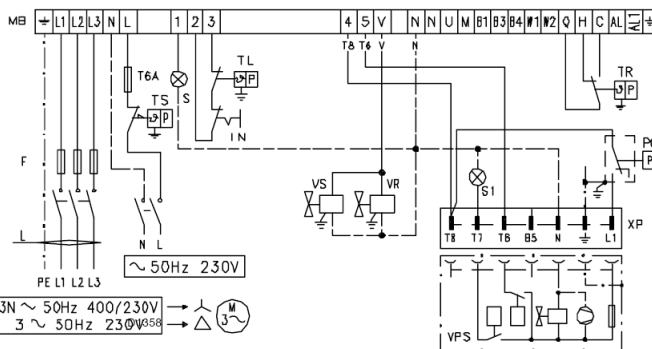 MB ⏚ L1 L2 L3 N L 1 2 3 4 5 V N N U M B1 B3 B4 W1 W2 Q H C AL AL1
T8 T6 V N
T6A S TL P TR P
TS P IN
F
VS VR S1
XP
T8 T7 T6 B5 N L1
L N L
~ 50Hz 230V
PE L1 L2 L3
3N ~ 50Hz 400/230V
3 ~ 50Hz 230V
M 3~
VPS